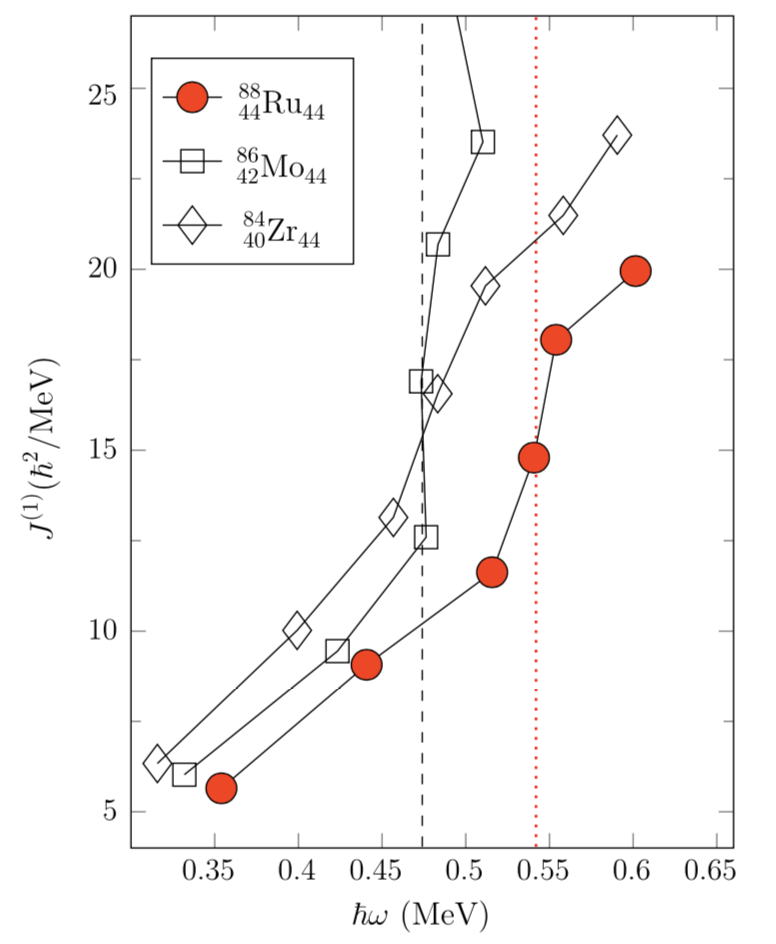 ⁸⁸₄₄Ru₄₄
⁸⁶₄₂Mo₄₄
⁸⁴₄₀Zr₄₄
25
20
15
10
5
J⁽¹⁾(ħ²/MeV)
0.35 0.4 0.45 0.5 0.55 0.6 0.65
ħω (MeV)